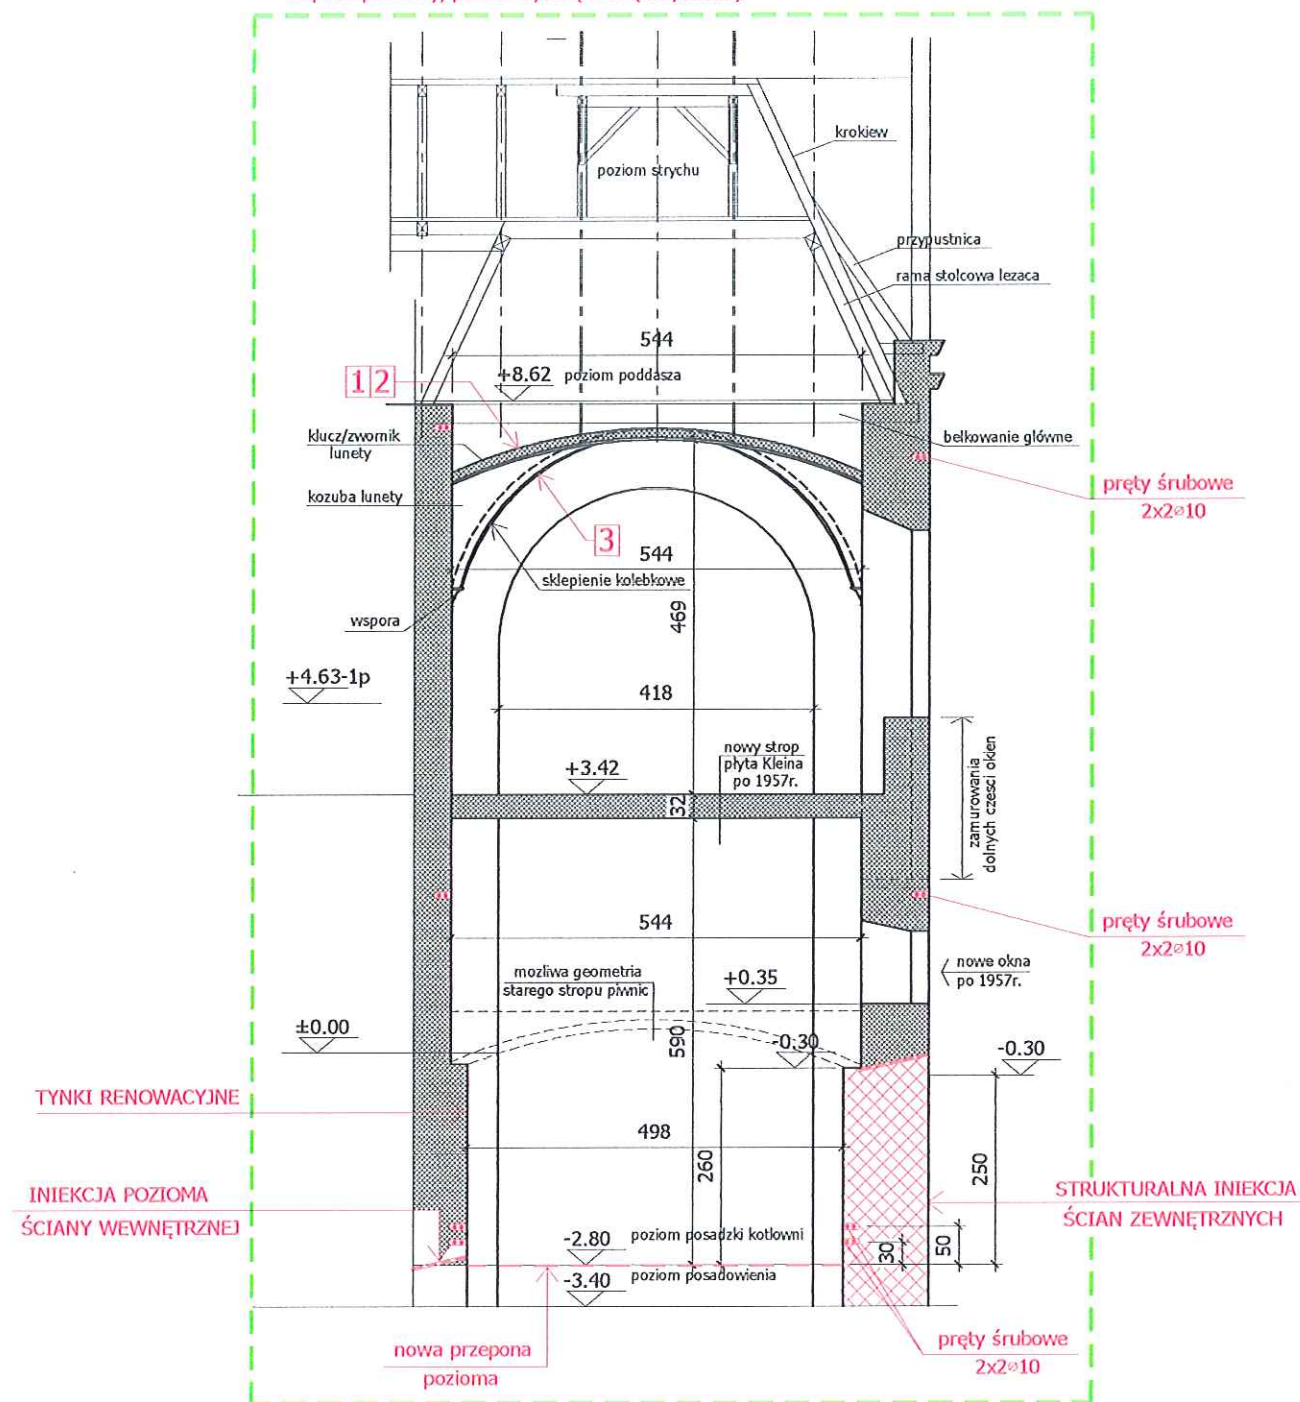 krokiew
poziom strychu
przypustnica
rama stolcowa lezaca
544
+8.62 poziom poddasza
1 2
klucz/zwornik
lunety
belkowanie główne
kozuba lunety
pręty śrubowe
2x2⌀10
3
544
sklepienie kolebkowe
wspora
469
+4.63-1p
418
nowy strop
płyta Kleina
po 1957r.
+3.42
32
zamurowania
dolnych czesci okien
pręty śrubowe
2x2⌀10
544
mozliwa geometria
starego stropu piwnic
+0.35
nowe okna
po 1957r.
±0.00
590
-0.30
-0.30
TYNKI RENOWACYJNE
498
260
250
INIEKCJA POZIOMA
ŚCIANY WEWNĘTRZNEJ
STRUKTURALNA INIEKCJA
ŚCIAN ZEWNĘTRZNYCH
-2.80 poziom posadzki kotłowni
30
50
-3.40 poziom posadowienia
nowa przepona
pozioma
pręty śrubowe
2x2⌀10